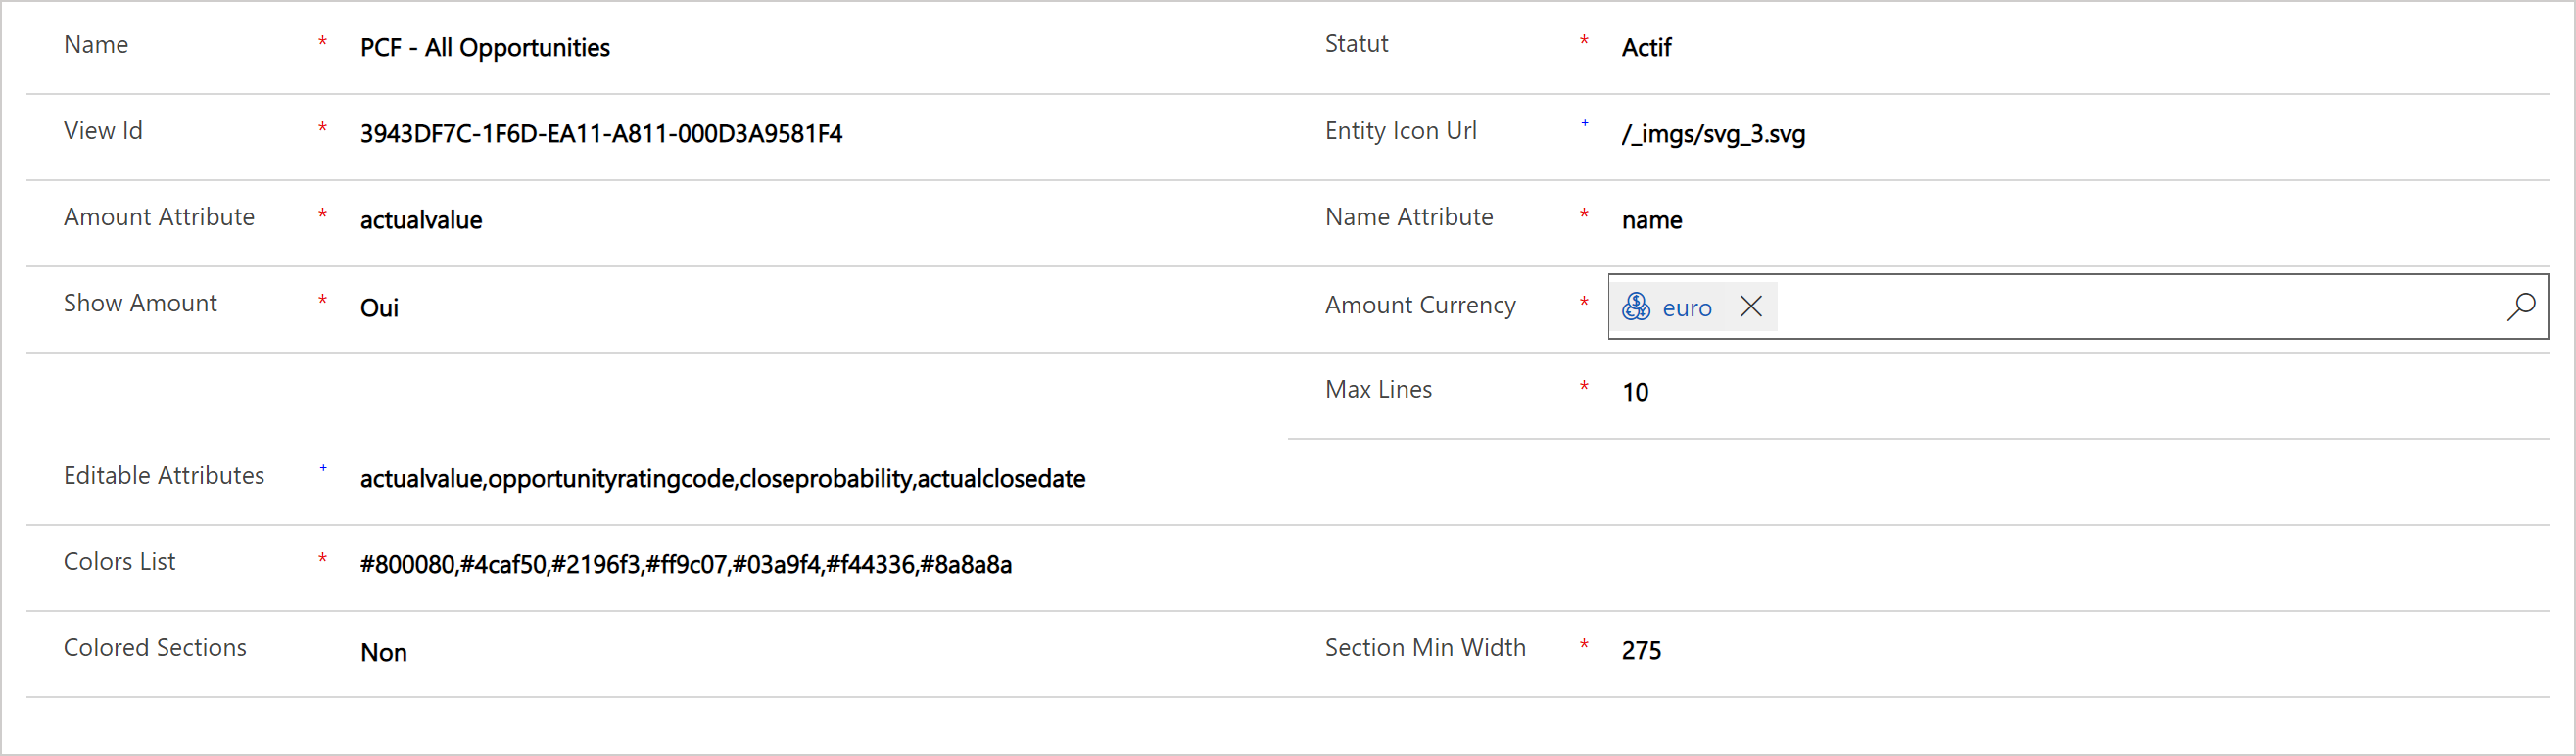 Name * PCF - All Opportunities Statut * Actif
View Id * 3943DF7C-1F6D-EA11-A811-000D3A9581F4 Entity Icon Url + /_imgs/svg_3.svg
Amount Attribute * actualvalue Name Attribute * name
Show Amount * Oui Amount Currency * euro
Max Lines * 10
Editable Attributes + actualvalue,opportunityratingcode,closeprobability,actualclosedate
Colors List * #800080,#4caf50,#2196f3,#ff9c07,#03a9f4,#f44336,#8a8a8a
Colored Sections Non Section Min Width * 275